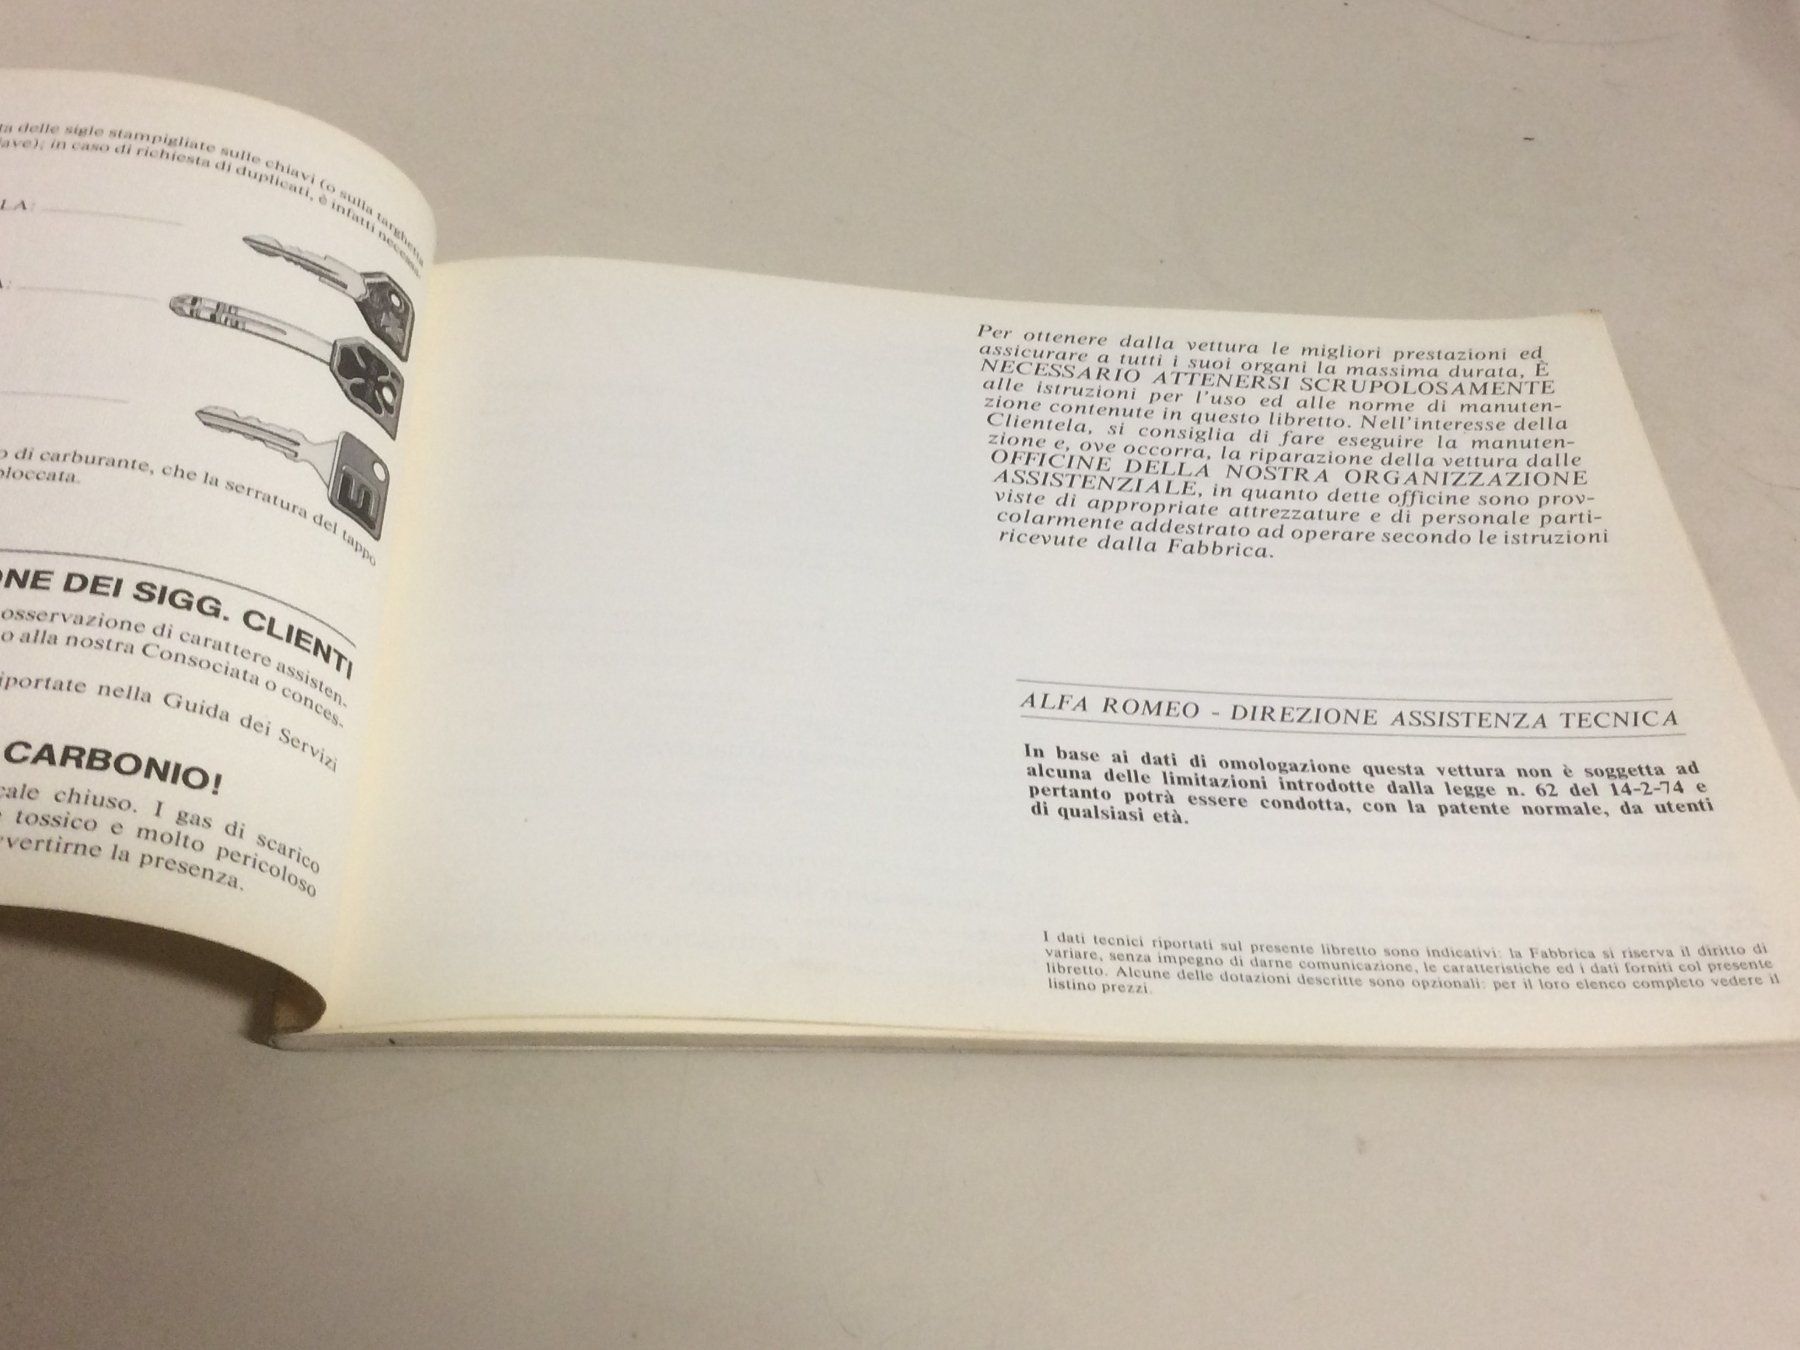 delle sigle stampigliate sulle chiavi (o sulla targhetta
in caso di richiesta di duplicati, è infatti necessa-
LA:
A:
di carburante, che la serratura del tappo
bloccata.
ONE DEI SIGG. CLIENTI
osservazione di carattere assisten-
o alla nostra Consociata o conces-
iportate nella Guida dei Servizi
CARBONIO!
cale chiuso. I gas di scarico
tossico e molto pericoloso
vvertirne la presenza.
Per ottenere dalla vettura le migliori prestazioni ed
assicurare a tutti i suoi organi la massima durata, È
NECESSARIO ATTENERSI SCRUPOLOSAMENTE
alle istruzioni per l'uso ed alle norme di manuten-
zione contenute in questo libretto. Nell'interesse della
Clientela, si consiglia di fare eseguire la manuten-
zione e, ove occorra, la riparazione della vettura dalle
OFFICINE DELLA NOSTRA ORGANIZZAZIONE
ASSISTENZIALE, in quanto dette officine sono prov-
viste di appropriate attrezzature e di personale parti-
colarmente addestrato ad operare secondo le istruzioni
ricevute dalla Fabbrica.
ALFA ROMEO - DIREZIONE ASSISTENZA TECNICA
In base ai dati di omologazione questa vettura non è soggetta ad
alcuna delle limitazioni introdotte dalla legge n. 62 del 14-2-74 e
pertanto potrà essere condotta, con la patente normale, da utenti
di qualsiasi età.
I dati tecnici riportati sul presente libretto sono indicativi: la Fabbrica si riserva il diritto di
variare, senza impegno di darne comunicazione, le caratteristiche ed i dati forniti col presente
libretto. Alcune delle dotazioni descritte sono opzionali: per il loro elenco completo vedere il
listino prezzi.